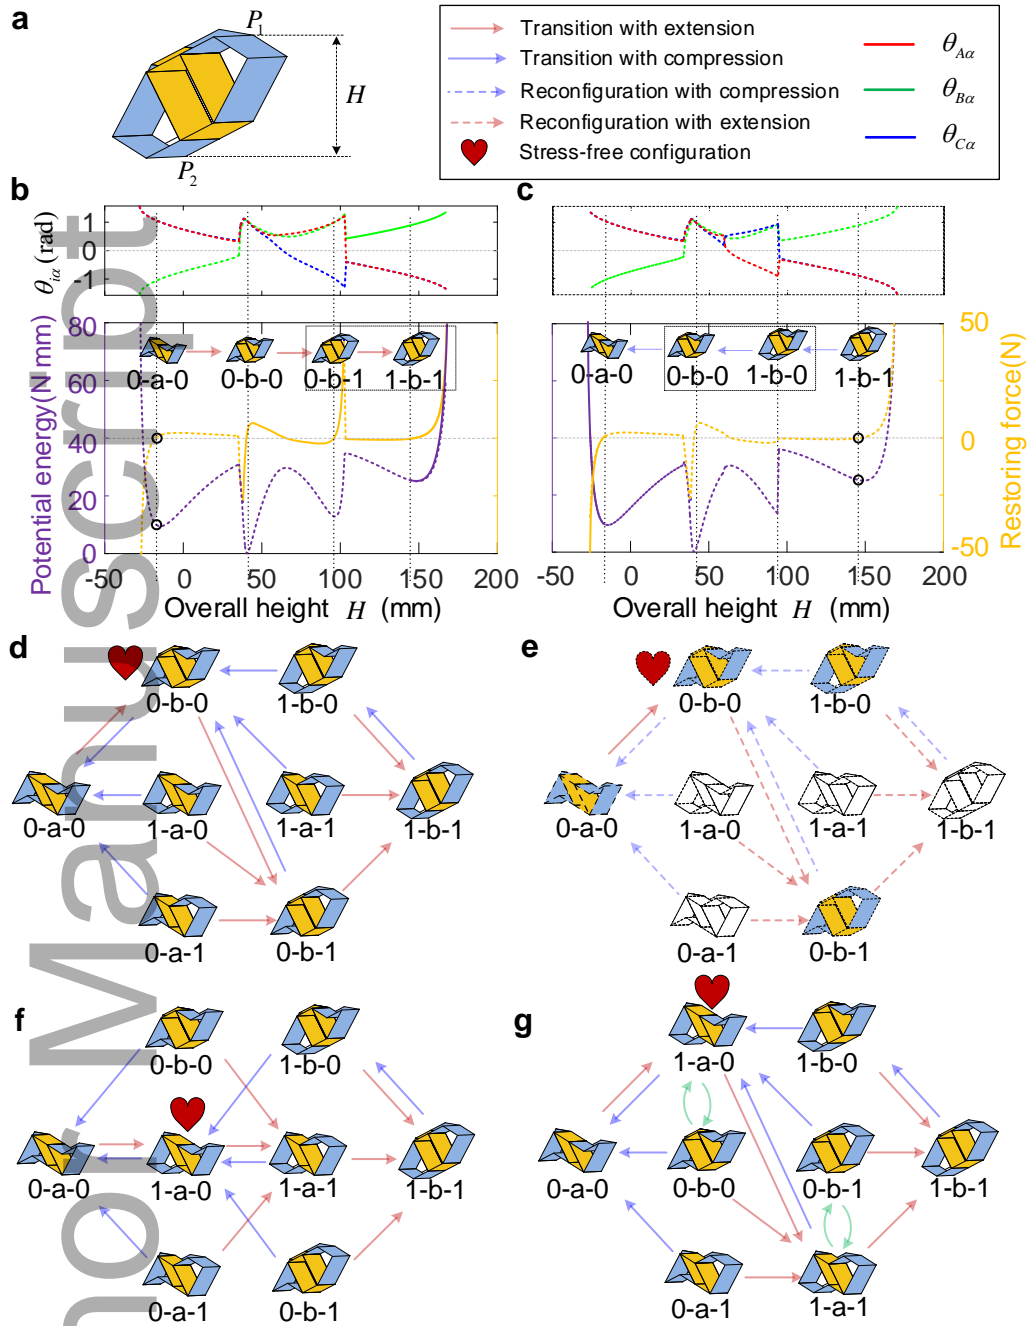 a
P1
H
P2
Transition with extension
Transition with compression
Reconfiguration with compression
Reconfiguration with extension
Stress-free configuration
θAα
θBα
θCα
b
c
θiα (rad)
1
0
-1
Potential energy(N mm)
80
60
40
20
0
0-a-0
0-b-0
0-b-1
1-b-1
-50
0
50
100
150
200
Overall height H (mm)
0-a-0
0-b-0
1-b-0
1-b-1
50
0
-50
Restoring force(N)
-50
0
50
100
150
200
Overall height H (mm)
d
0-b-0
1-b-0
0-a-0
1-a-0
1-a-1
1-b-1
0-a-1
0-b-1
e
0-b-0
1-b-0
0-a-0
1-a-0
1-a-1
1-b-1
0-a-1
0-b-1
f
0-b-0
1-b-0
0-a-0
1-a-0
1-a-1
1-b-1
0-a-1
0-b-1
g
1-a-0
1-b-0
0-a-0
0-b-0
0-b-1
1-b-1
0-a-1
1-a-1
or Manuscript